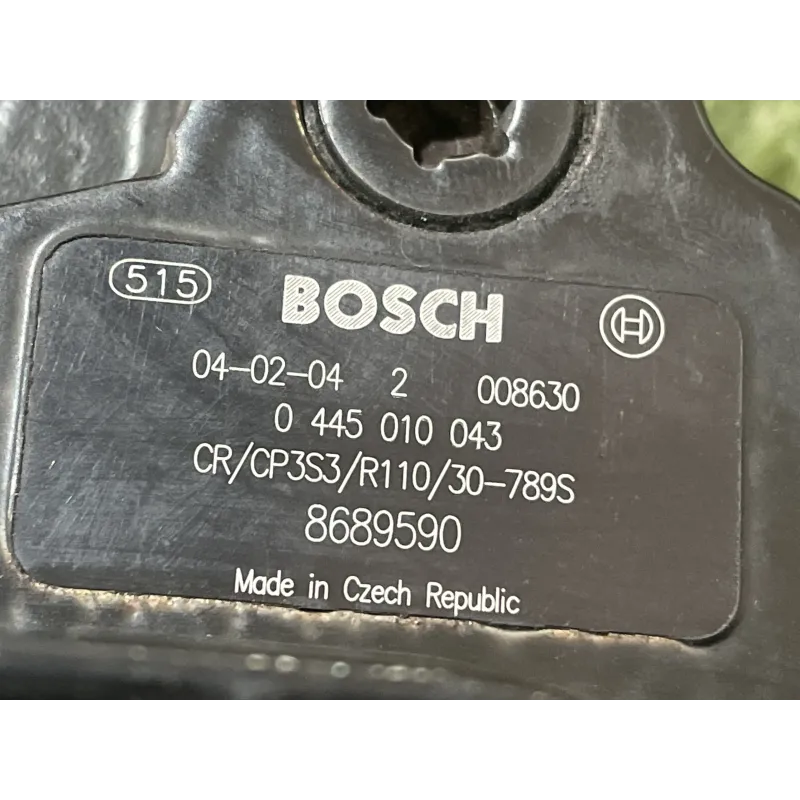 515 BOSCH
04-02-04 2 008630
0 445 010 043
CR/CP3S3/R110/30-789S
8689590
Made in Czech Republic